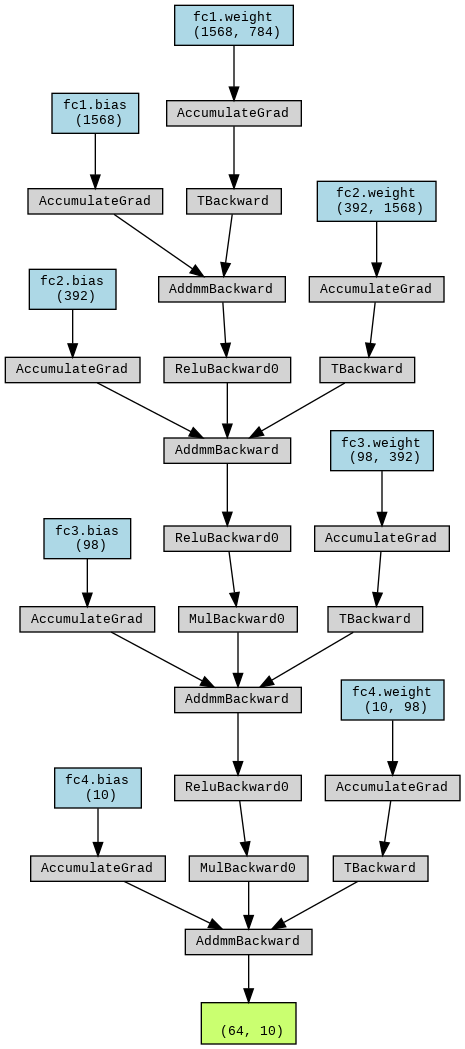 fc1.weight
(1568, 784)
fc1.bias
(1568)
AccumulateGrad
AccumulateGrad
TBackward
fc2.weight
(392, 1568)
fc2.bias
(392)
AddmmBackward
AccumulateGrad
AccumulateGrad
ReluBackward0
TBackward
AddmmBackward
fc3.weight
(98, 392)
fc3.bias
(98)
ReluBackward0
AccumulateGrad
AccumulateGrad
MulBackward0
TBackward
AddmmBackward
fc4.weight
(10, 98)
fc4.bias
(10)
ReluBackward0
AccumulateGrad
AccumulateGrad
MulBackward0
TBackward
AddmmBackward
(64, 10)